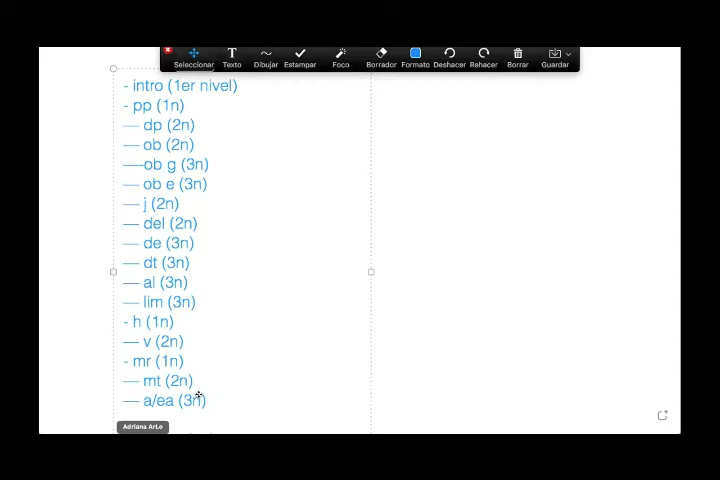 Seleccionar Texto Dibujar Estampar Foco Borrador Formato Deshacer Rehacer Borrar Guardar
- intro (1er nivel)
- pp (1n)
— dp (2n)
— ob (2n)
—-ob g (3n)
— ob e (3n)
— j (2n)
— del (2n)
— de (3n)
— dt (3n)
— al (3n)
— lim (3n)
- h (1n)
— v (2n)
- mr (1n)
— mt (2n)
— a/ea (3n)
Adriana ArLo